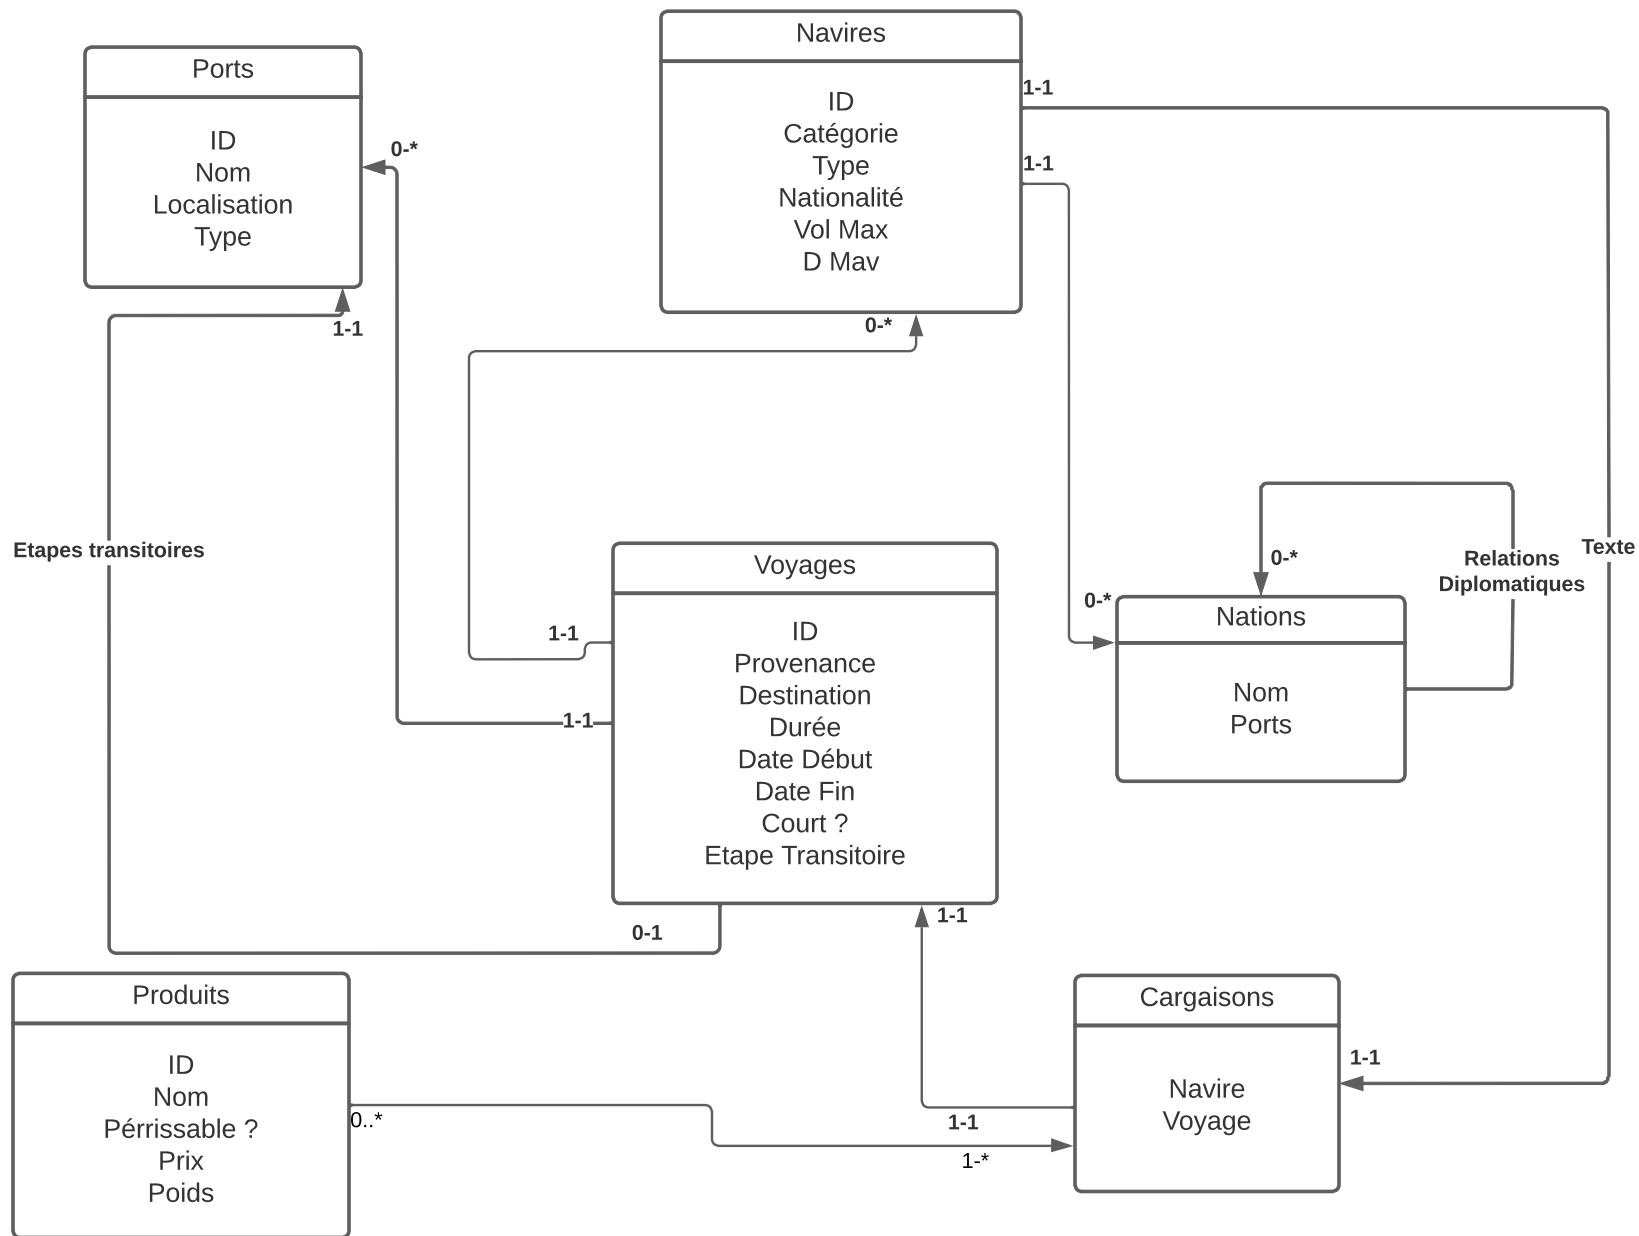 Navires
ID
Catégorie
Type
Nationalité
Vol Max
D Mav
Ports
ID
Nom
Localisation
Type
1-1
1-1
0-*
1-1
0-*
Etapes transitoires
Voyages
ID
Provenance
Destination
Durée
Date Début
Date Fin
Court ?
Etape Transitoire
1-1
1-1
0-1
1-1
0-*
0-*
Relations
Diplomatiques
Texte
Nations
Nom
Ports
Produits
ID
Nom
Pérrissable ?
Prix
Poids
0..*
1-1
1-*
Cargaisons
Navire
Voyage
1-1